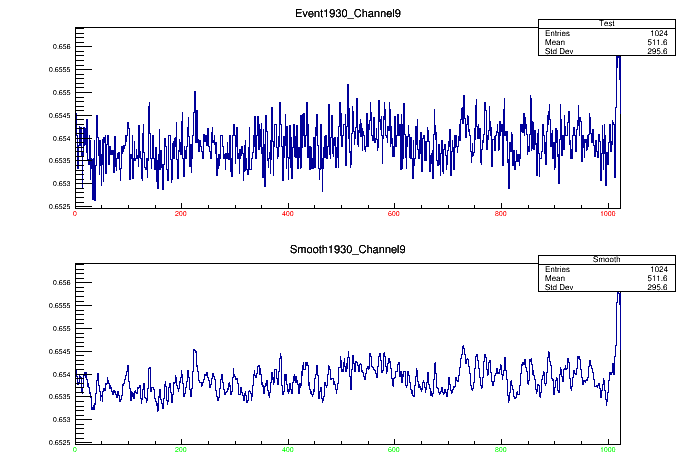 Event1930_Channel9
Test
Entries 1024
Mean 511.6
Std Dev 295.6
0.656
0.6555
0.655
0.6545
0.654
0.6535
0.653
0.6525
0 200 400 600 800 1000
Smooth1930_Channel9
Smooth
Entries 1024
Mean 511.6
Std Dev 295.6
0.656
0.6555
0.655
0.6545
0.654
0.6535
0.653
0.6525
0 200 400 600 800 1000